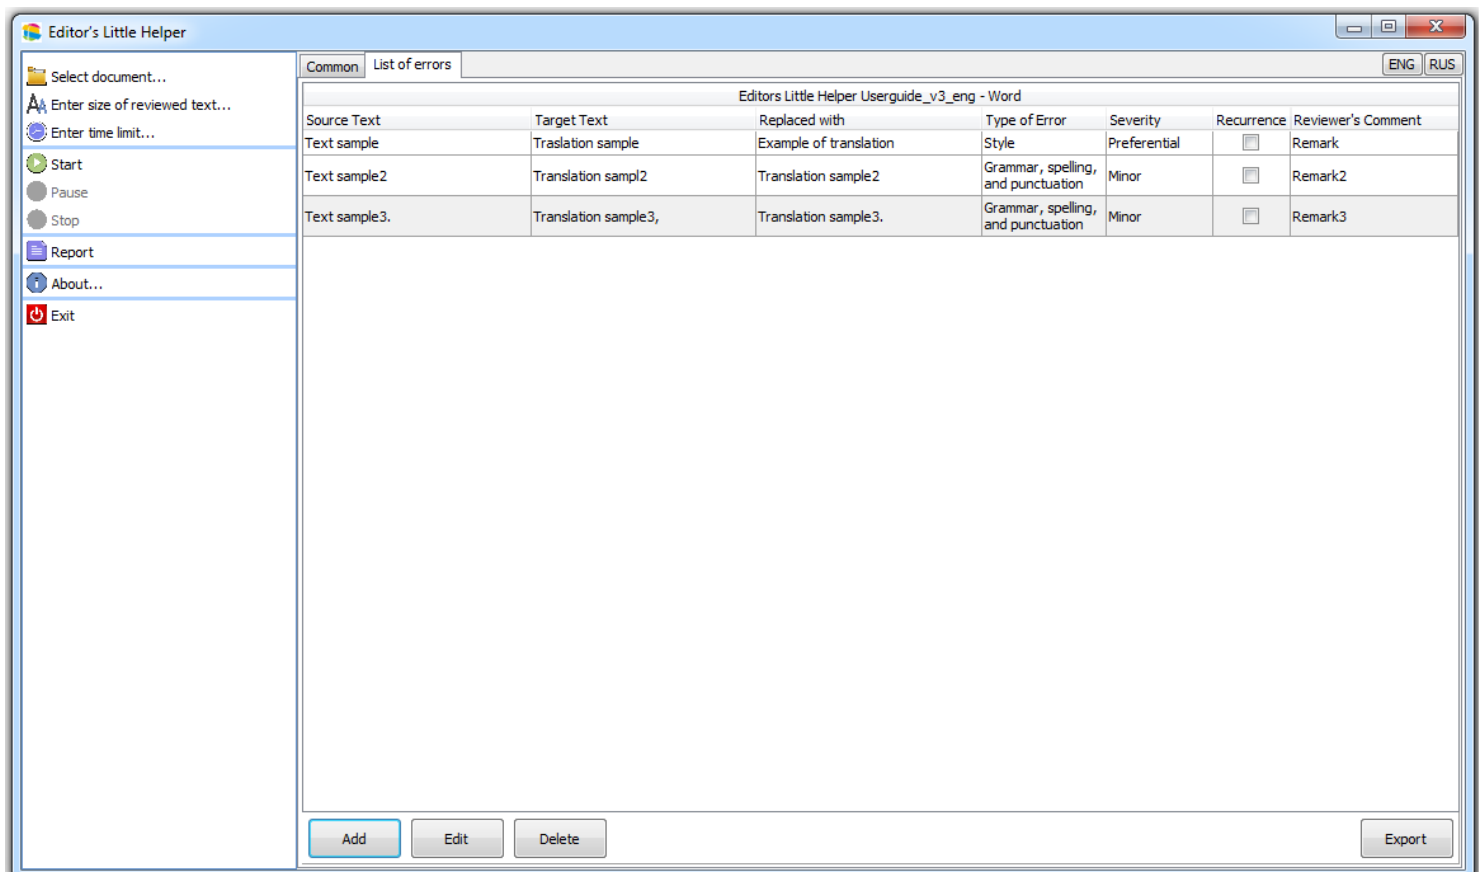 Editor's Little Helper
Select document...
Enter size of reviewed text...
Enter time limit...
Start
Pause
Stop
Report
About...
Exit
Common List of errors ENG RUS
Editors Little Helper Userguide_v3_eng - Word
Source Text Target Text Replaced with Type of Error Severity Recurrence Reviewer's Comment
Text sample Traslation sample Example of translation Style Preferential Remark
Text sample2 Translation sampl2 Translation sample2 Grammar, spelling, Minor Remark2
and punctuation
Text sample3. Translation sample3, Translation sample3. Grammar, spelling, Minor Remark3
and punctuation
Add Edit Delete Export